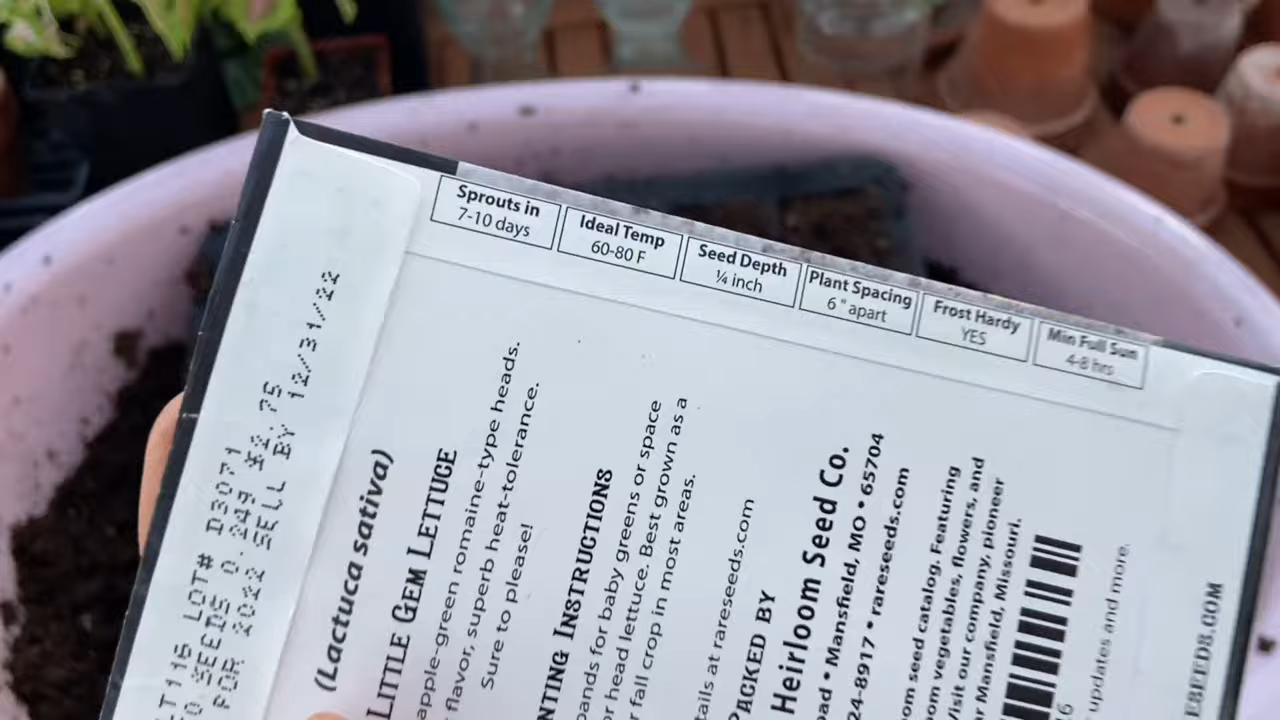 Sprouts in
7-10 days
Ideal Temp
60-80 F
Seed Depth
¼ inch
Plant Spacing
6 " apart
Frost Hardy
YES
Min Full Sun
4-8 hrs
LOT# D3071
SEEDS 0. $2.75
FOR 2022 SELL BY 12/31/22
(Lactuca sativa)
LITTLE GEM LETTUCE
apple-green romaine-type heads.
flavor, superb heat-tolerance.
Sure to please!
INSTRUCTIONS
for baby greens or space
head lettuce. Best grown as a
fall crop in most areas.
at rareseeds.com
PACKED BY
Heirloom Seed Co.
• Mansfield, MO • 65704
24-8917 • rareseeds.com
seed catalog. Featuring
vegetables, flowers, and
visit our company, pioneer
Mansfield, Missouri.
updates and more.